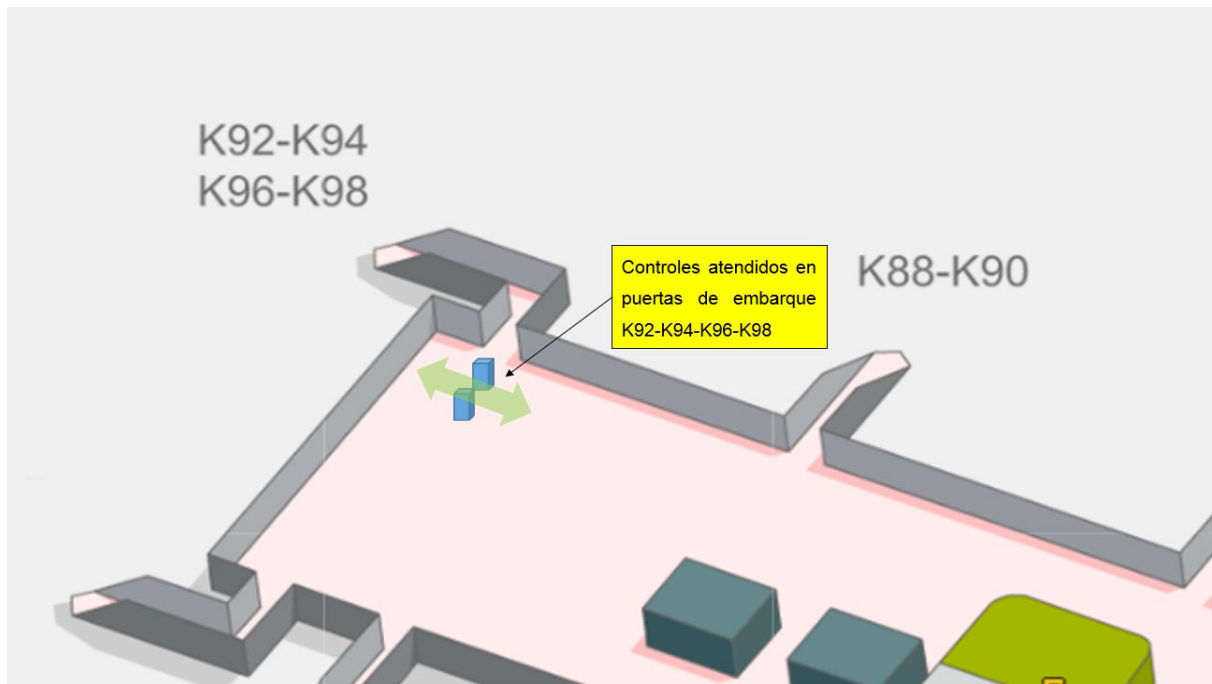 K92-K94
K96-K98
Controles atendidos en
puertas de embarque
K92-K94-K96-K98
K88-K90